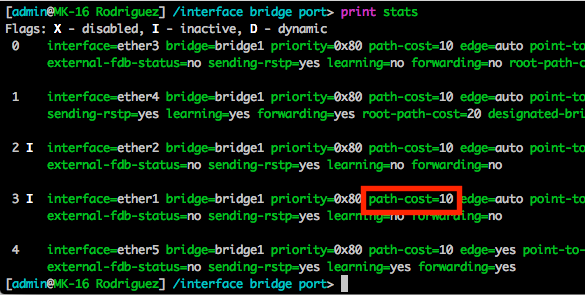 [admin@MK-16 Rodriguez] /interface bridge port> print stats
Flags: X - disabled, I - inactive, D - dynamic
0 interface=ether3 bridge=bridge1 priority=0x80 path-cost=10 edge=auto point-to
external-fdb-status=no sending-rstp=yes learning=no forwarding=no root-path-c
1 interface=ether4 bridge=bridge1 priority=0x80 path-cost=10 edge=auto point-to
sending-rstp=yes learning=yes forwarding=yes root-path-cost=20 designated-bri
2 I interface=ether2 bridge=bridge1 priority=0x80 path-cost=10 edge=auto point-to
external-fdb-status=no sending-rstp=yes learning=no forwarding=no
3 I interface=ether1 bridge=bridge1 priority=0x80 path-cost=10 edge=auto point-to
external-fdb-status=no sending-rstp=yes learning=no forwarding=no
4 interface=ether5 bridge=bridge1 priority=0x80 path-cost=10 edge=yes point-to-
external-fdb-status=no sending-rstp=yes learning=yes forwarding=yes
[admin@MK-16 Rodriguez] /interface bridge port>